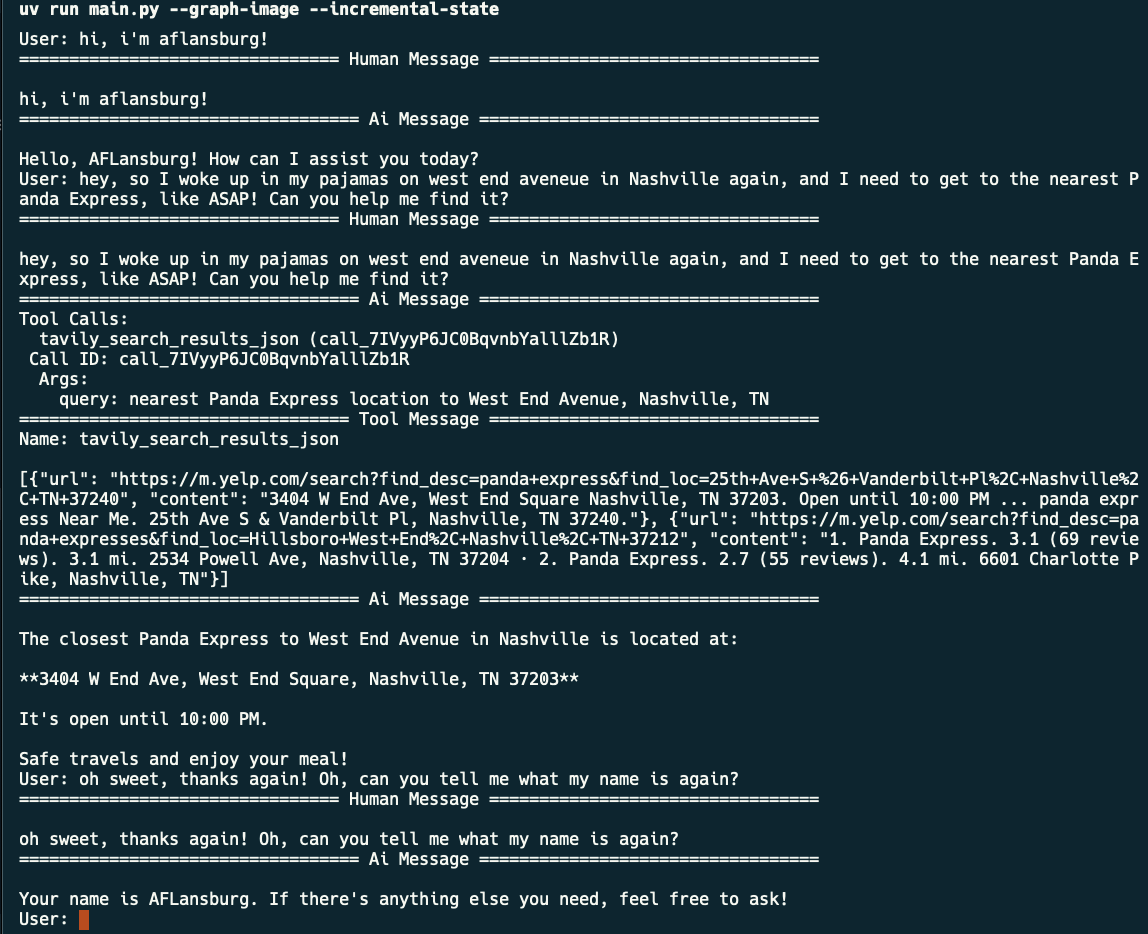 uv run main.py --graph-image --incremental-state
User: hi, i'm aflansburg!
================================ Human Message =================================

hi, i'm aflansburg!
================================== Ai Message ==================================

Hello, AFLansburg! How can I assist you today?
User: hey, so I woke up in my pajamas on west end aveneue in Nashville again, and I need to get to the nearest P
anda Express, like ASAP! Can you help me find it?
================================ Human Message =================================

hey, so I woke up in my pajamas on west end aveneue in Nashville again, and I need to get to the nearest Panda E
xpress, like ASAP! Can you help me find it?
================================== Ai Message ==================================
Tool Calls:
  tavily_search_results_json (call_7IVyyP6JC0BqvnbYalllZb1R)
 Call ID: call_7IVyyP6JC0BqvnbYalllZb1R
  Args:
    query: nearest Panda Express location to West End Avenue, Nashville, TN
================================= Tool Message =================================
Name: tavily_search_results_json

[{"url": "https://m.yelp.com/search?find_desc=panda+express&find_loc=25th+Ave+S+%26+Vanderbilt+Pl%2C+Nashville%2
C+TN+37240", "content": "3404 W End Ave, West End Square Nashville, TN 37203. Open until 10:00 PM ... panda expr
ess Near Me. 25th Ave S & Vanderbilt Pl, Nashville, TN 37240."}, {"url": "https://m.yelp.com/search?find_desc=pa
nda+expresses&find_loc=Hillsboro+West+End%2C+Nashville%2C+TN+37212", "content": "1. Panda Express. 3.1 (69 revie
ws). 3.1 mi. 2534 Powell Ave, Nashville, TN 37204 · 2. Panda Express. 2.7 (55 reviews). 4.1 mi. 6601 Charlotte P
ike, Nashville, TN"}]
================================== Ai Message ==================================

The closest Panda Express to West End Avenue in Nashville is located at:

**3404 W End Ave, West End Square, Nashville, TN 37203**

It's open until 10:00 PM.

Safe travels and enjoy your meal!
User: oh sweet, thanks again! Oh, can you tell me what my name is again?
================================ Human Message =================================

oh sweet, thanks again! Oh, can you tell me what my name is again?
================================== Ai Message ==================================

Your name is AFLansburg. If there's anything else you need, feel free to ask!
User: